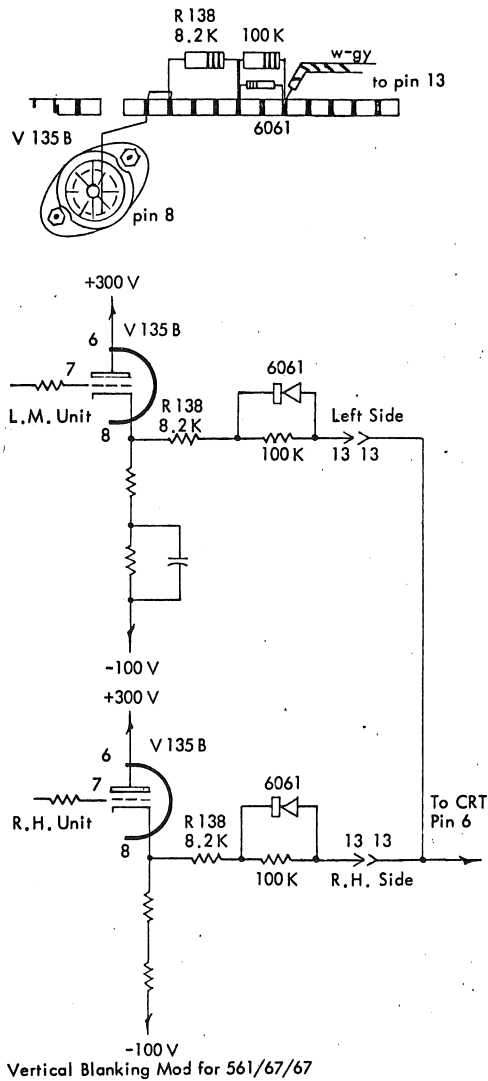 R 138
8.2 K
100 K
w-gy
to pin 13
6061
V 135 B
pin 8
+300 V
6
V 135 B
7
L.M. Unit
8
R 138
8.2 K
6061
100 K
Left Side
13 13
-100 V
+300 V
6
V 135 B
7
R.H. Unit
8
R 138
8.2 K
6061
100 K
13 13
R.H. Side
To CRT
Pin 6
-100 V
Vertical Blanking Mod for 561/67/67